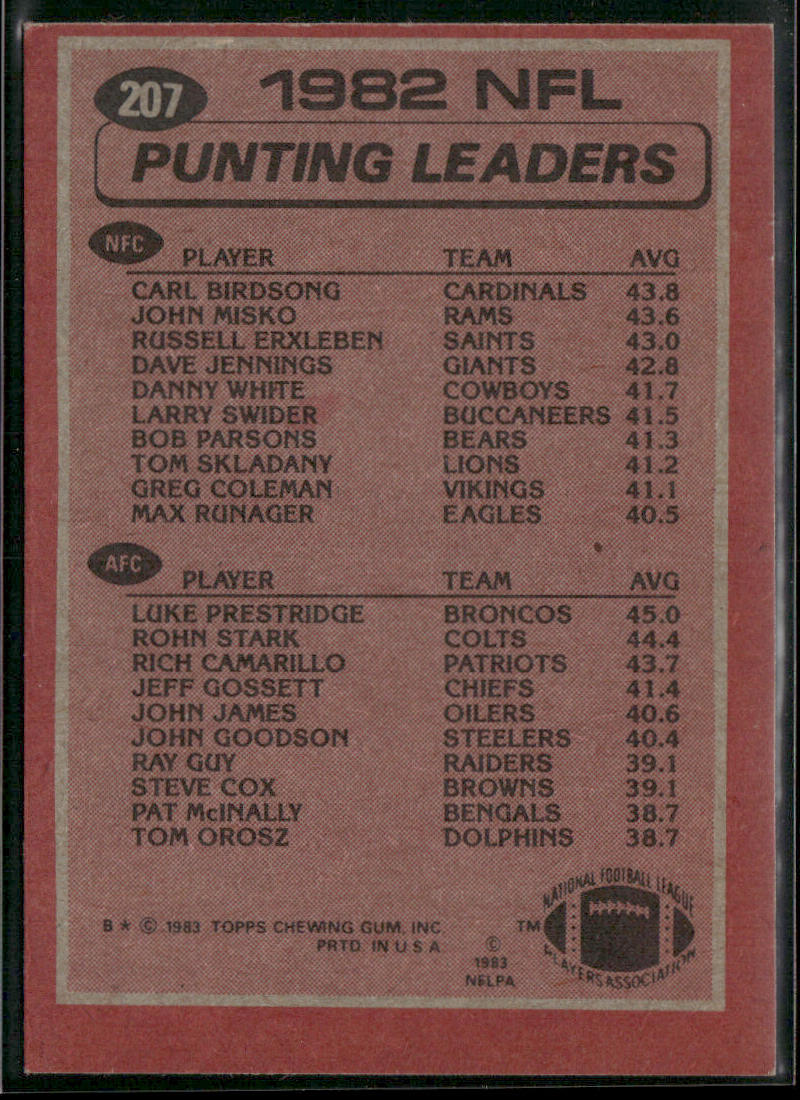 207 1982 NFL
PUNTING LEADERS
NFC PLAYER TEAM AVG
CARL BIRDSONG CARDINALS 43.8
JOHN MISKO RAMS 43.6
RUSSELL ERXLEBEN SAINTS 43.0
DAVE JENNINGS GIANTS 42.8
DANNY WHITE COWBOYS 41.7
LARRY SWIDER BUCCANEERS 41.5
BOB PARSONS BEARS 41.3
TOM SKLADANY LIONS 41.2
GREG COLEMAN VIKINGS 41.1
MAX RUNAGER EAGLES 40.5
AFC PLAYER TEAM AVG
LUKE PRESTRIDGE BRONCOS 45.0
ROHN STARK COLTS 44.4
RICH CAMARILLO PATRIOTS 43.7
JEFF GOSSETT CHIEFS 41.4
JOHN JAMES OILERS 40.6
JOHN GOODSON STEELERS 40.4
RAY GUY RAIDERS 39.1
STEVE COX BROWNS 39.1
PAT McINALLY BENGALS 38.7
TOM OROSZ DOLPHINS 38.7
B * © 1983 TOPPS CHEWING GUM, INC.
PRTD. IN U S A
© 1983 NFLPA
TM
NATIONAL FOOTBALL LEAGUE
PLAYERS ASSOCIATION